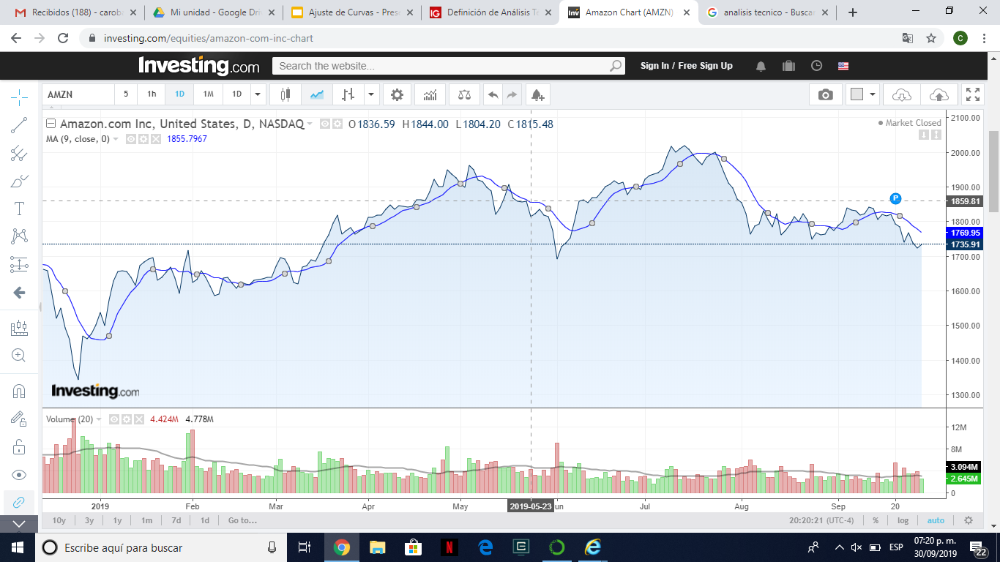 Recibidos (188) - caroba
Mi unidad - Google Dri
Ajuste de Curvas - Pres
Definición de Análisis Té
Amazon Chart (AMZN)
analisis tecnico - Buscar
investing.com/equities/amazon-com-inc-chart
C
Investing.com
Search the website...
Sign In / Free Sign Up
AMZN 5 1h 1D 1M 1D
Amazon.com Inc, United States, D, NASDAQ O 1836.59 H 1844.00 L 1804.20 C 1815.48
Market Closed
MA (9, close, 0) 1855.7967
2100.00
2000.00
1900.00
P
1859.81
1800.00
1769.95
1735.91
1700.00
1600.00
1500.00
1400.00
1300.00
Investing.com
Volume (20) 4.424M 4.778M
12M
8M
3.094M
2.645M
0
2019 Feb Mar Apr May 2019-05-23 un Jul Aug Sep 20
10y 3y 1y 1m 7d 1d Go to... 20:20:21 (UTC-4) % log auto
Escribe aquí para buscar
ESP
07:20 p. m.
30/09/2019
22